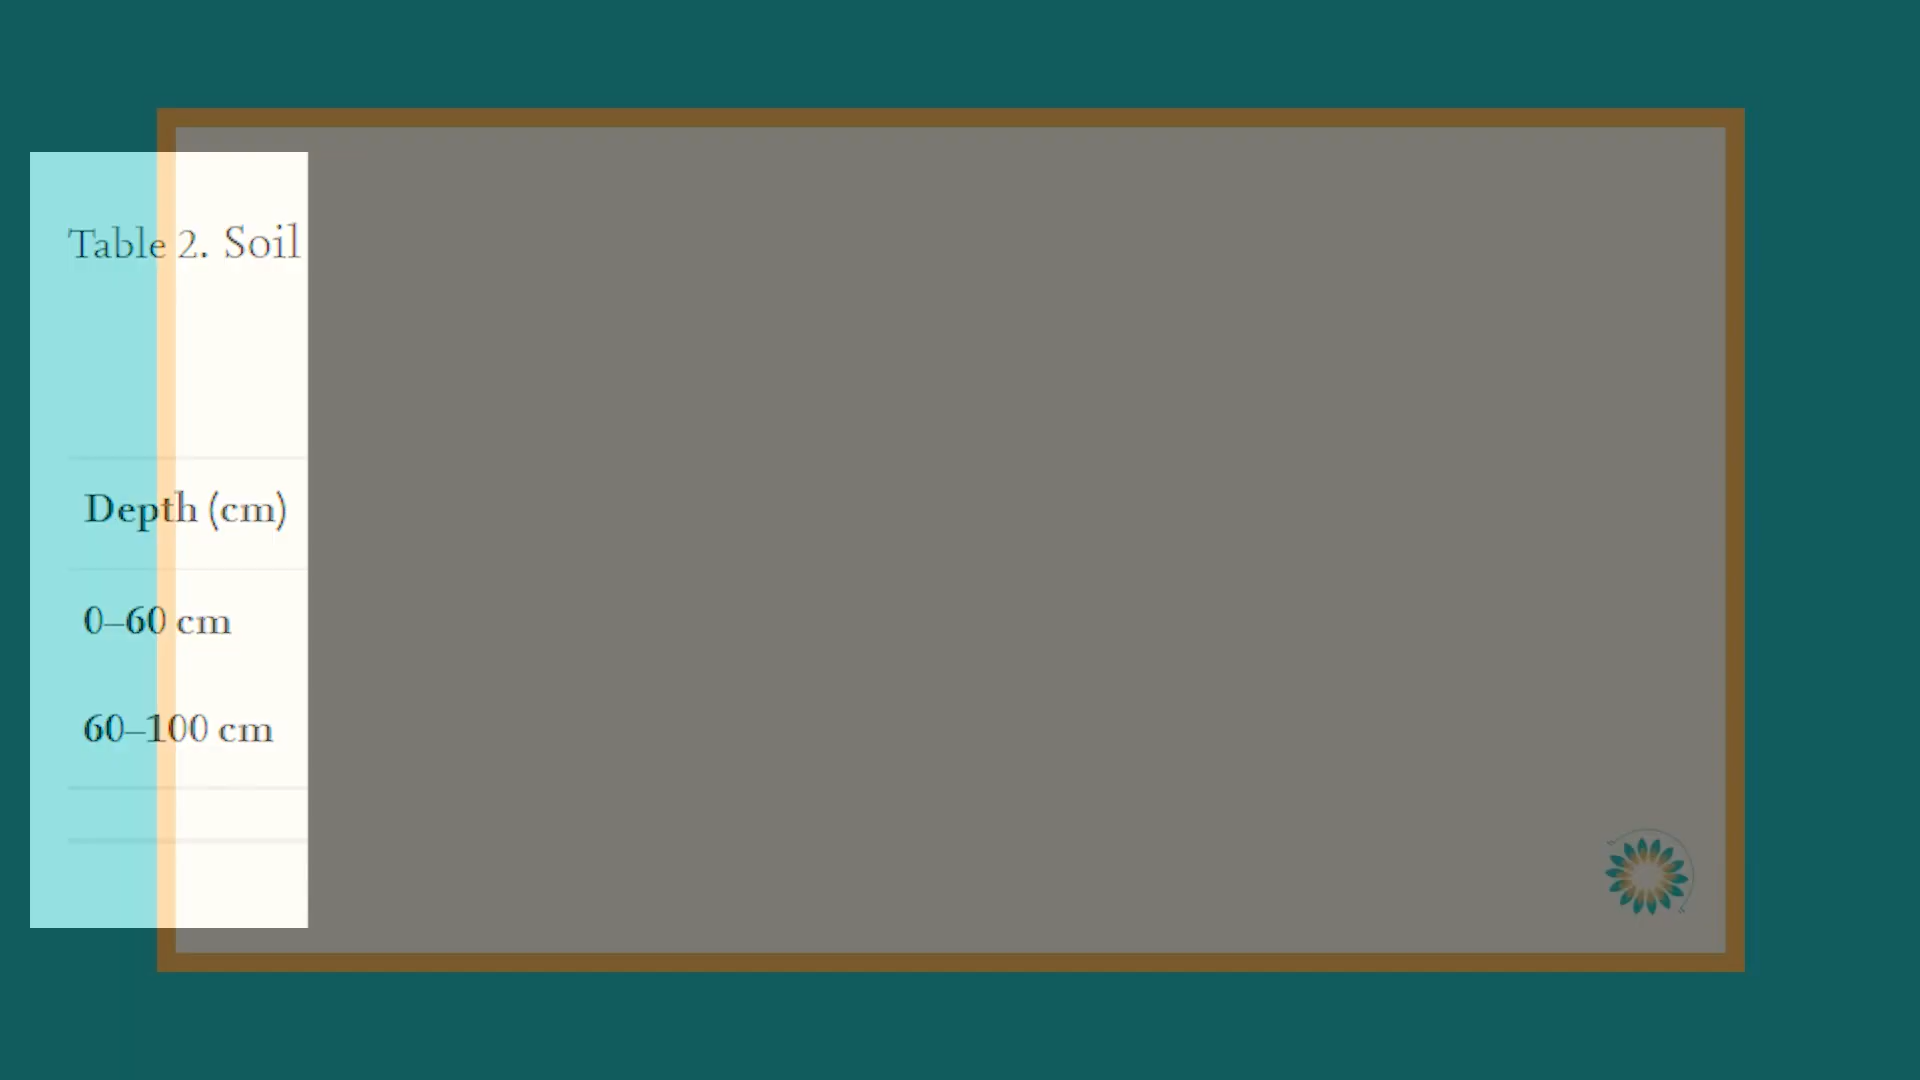 Table 2. Soil
Depth (cm)
0–60 cm
60–100 cm